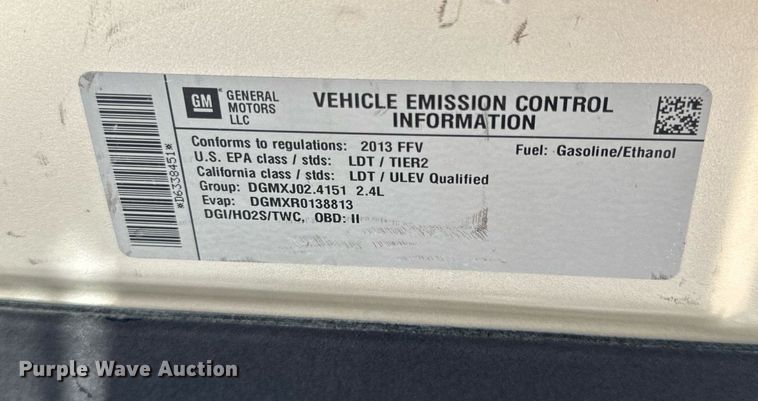 GM
GENERAL
MOTORS
LLC
VEHICLE EMISSION CONTROL
INFORMATION
Conforms to regulations: 2013 FFV
Fuel: Gasoline/Ethanol
U.S. EPA class / stds: LDT / TIER2
California class / stds: LDT / ULEV Qualified
Group: DGMXJ02.4151 2.4L
Evap: DGMXR0138813
DGI/HO2S/TWC, OBD: II
*D6338451*
Purple Wave Auction